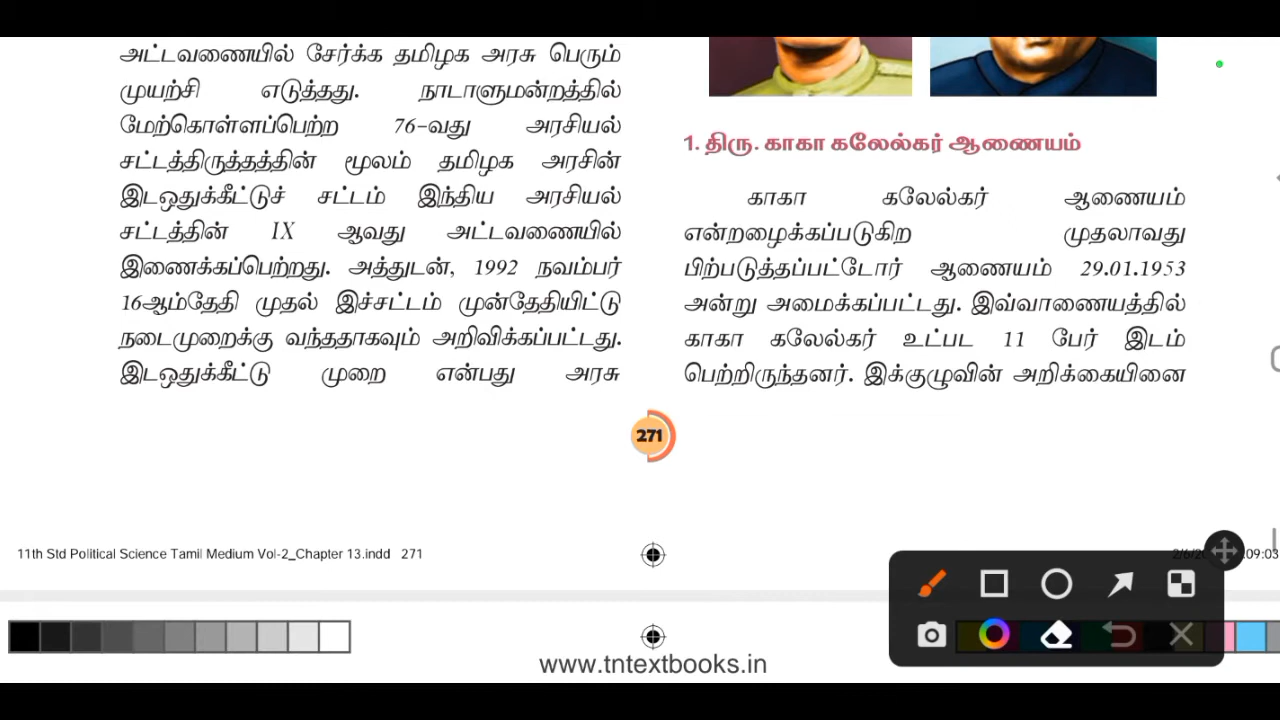 அட்டவணையில் சேர்க்க தமிழக அரசு பெரும்
முயற்சி எடுத்தது. நாடாளுமன்றத்தில்
மேற்கொள்ளப்பெற்ற 76-வது அரசியல்
சட்டத்திருத்தத்தின் மூலம் தமிழக அரசின்
இடஒதுக்கீட்டுச் சட்டம் இந்திய அரசியல்
சட்டத்தின் IX ஆவது அட்டவணையில்
இணைக்கப்பெற்றது. அத்துடன், 1992 நவம்பர்
16ஆம்தேதி முதல் இச்சட்டம் முன்தேதியிட்டு
நடைமுறைக்கு வந்ததாகவும் அறிவிக்கப்பட்டது.
இடஒதுக்கீட்டு முறை என்பது அரசு
1. திரு. காகா கலேல்கர் ஆணையம்
காகா கலேல்கர் ஆணையம்
என்றழைக்கப்படுகிற முதலாவது
பிற்படுத்தப்பட்டோர் ஆணையம் 29.01.1953
அன்று அமைக்கப்பட்டது. இவ்வாணையத்தில்
காகா கலேல்கர் உட்பட 11 பேர் இடம்
பெற்றிருந்தனர். இக்குழுவின் அறிக்கையினை
271
11th Std Political Science Tamil Medium Vol-2_Chapter 13.indd 271
www.tntextbooks.in